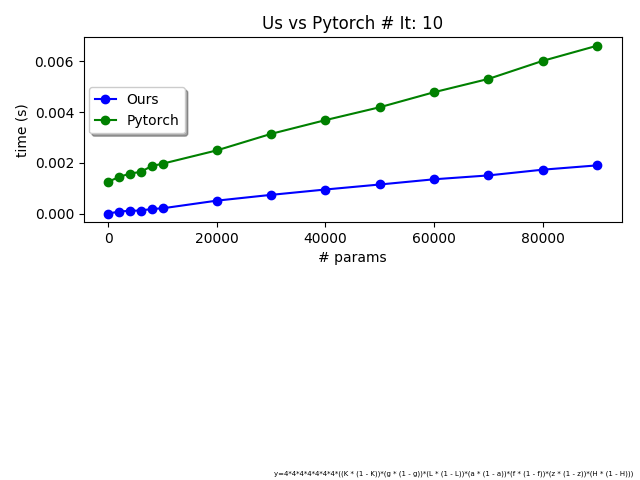 Us vs Pytorch # It: 10
0.006
0.004
0.002
0.000
time (s)
Ours
Pytorch
0
20000
40000
60000
80000
# params
y=4*4*4*4*4*4*4*((K * (1 - K))*(g * (1 - g))*(L * (1 - L))*(a * (1 - a))*(f * (1 - f))*(z * (1 - z))*(H * (1 - H)))